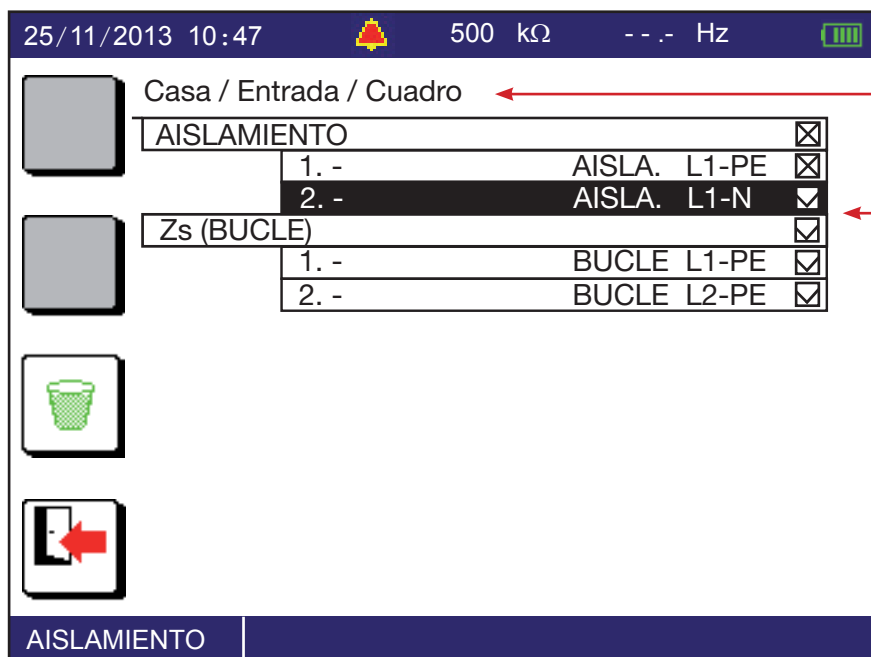 25/11/2013 10:47 500 kΩ - - .- Hz
Casa / Entrada / Cuadro
AISLAMIENTO
1. - AISLA. L1-PE
2. - AISLA. L1-N
Zs (BUCLE)
1. - BUCLE L1-PE
2. - BUCLE L2-PE
AISLAMIENTO